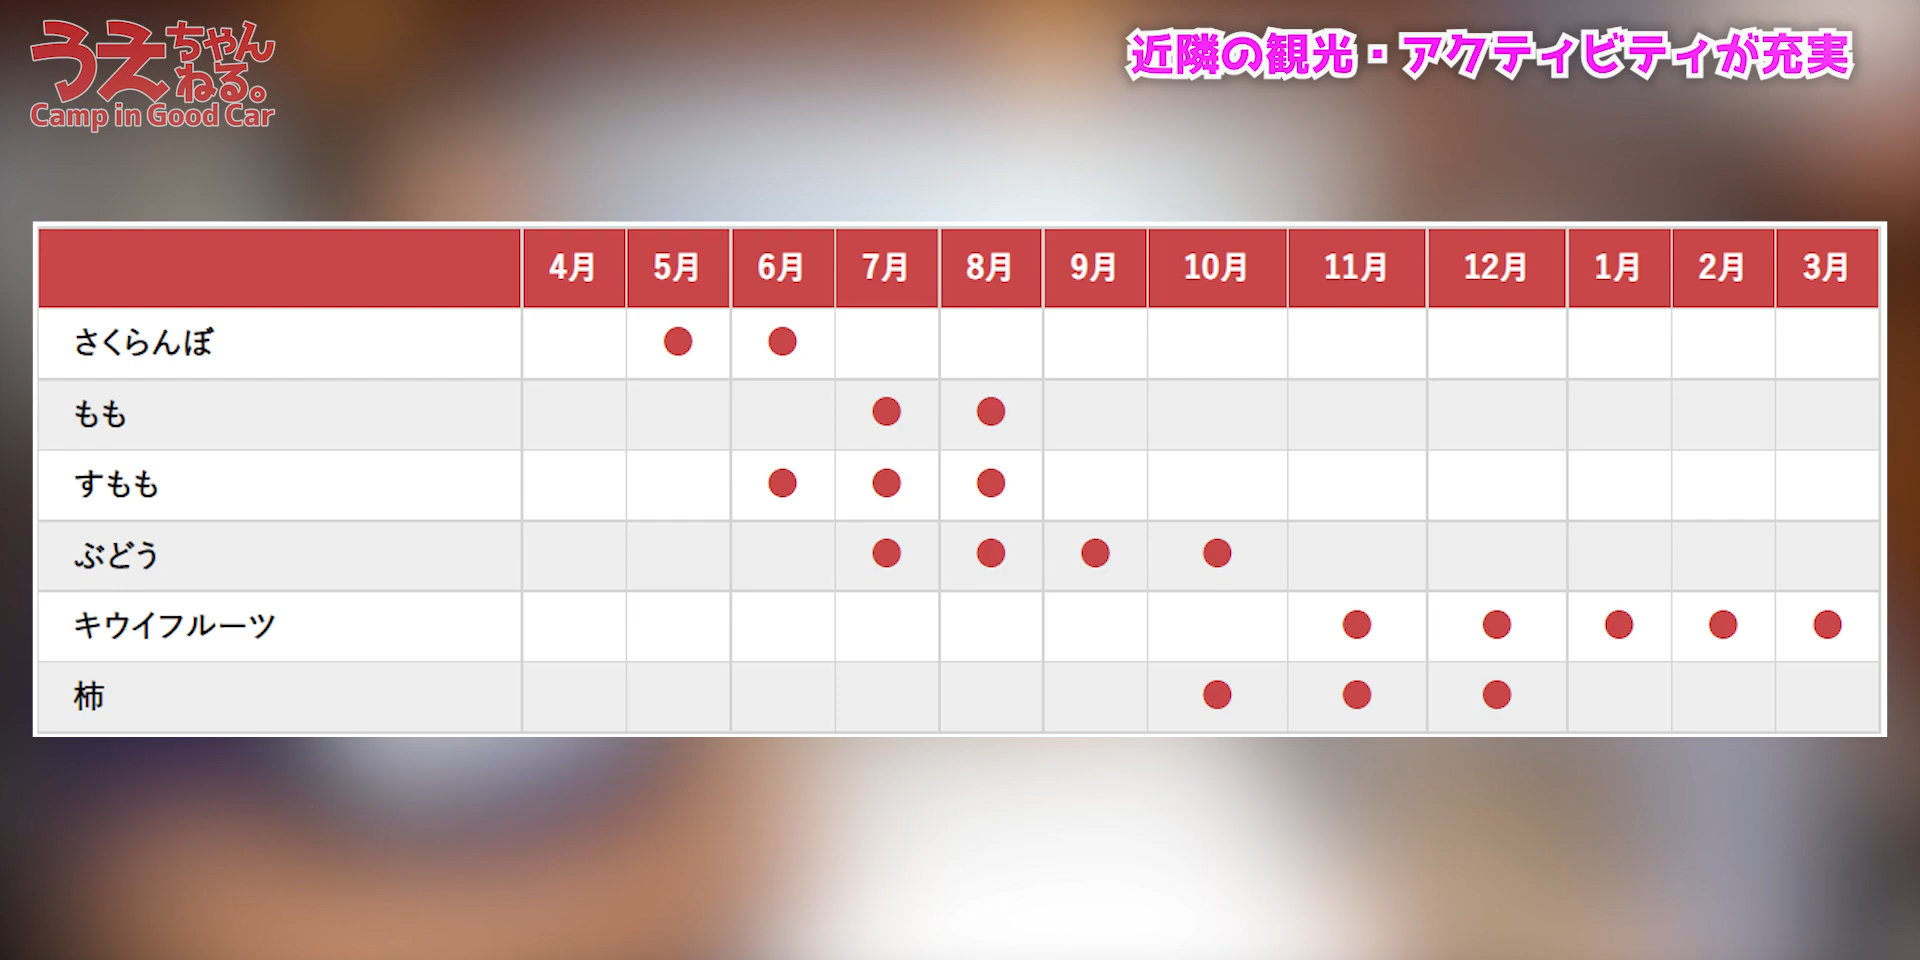 うえちゃんねる。
Camp in Good Car
近隣の観光・アクティビティが充実
4月 5月 6月 7月 8月 9月 10月 11月 12月 1月 2月 3月
さくらんぼ ● ●
もも ● ●
すもも ● ● ●
ぶどう ● ● ● ●
キウイフルーツ ● ● ● ● ●
柿 ● ● ●